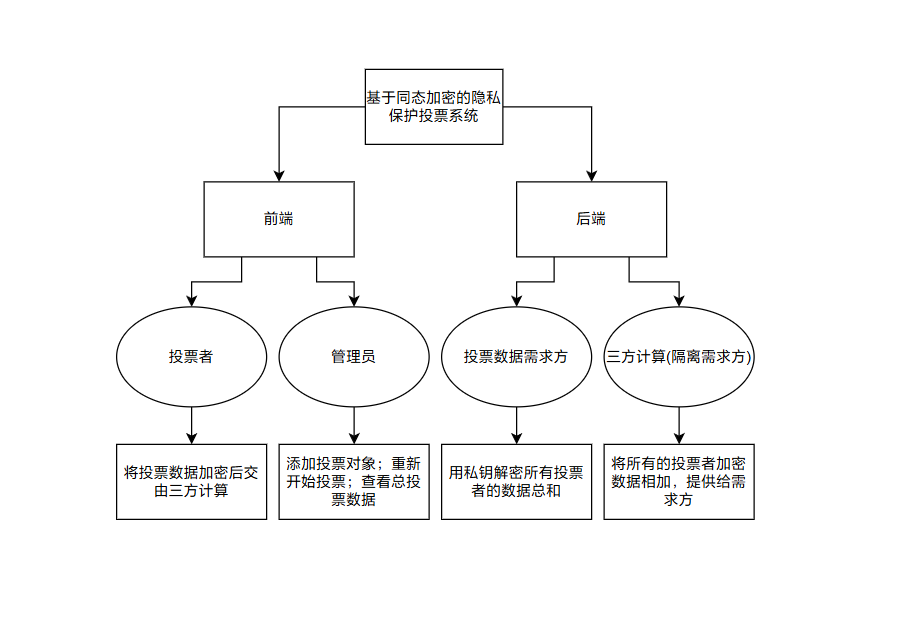 基于同态加密的隐私
保护投票系统
前端
后端
投票者
管理员
投票数据需求方
三方计算(隔离需求方)
将投票数据加密后交
由三方计算
添加投票对象；重新
开始投票；查看总投
票数据
用私钥解密所有投票
者的数据总和
将所有的投票者加密
数据相加，提供给需
求方